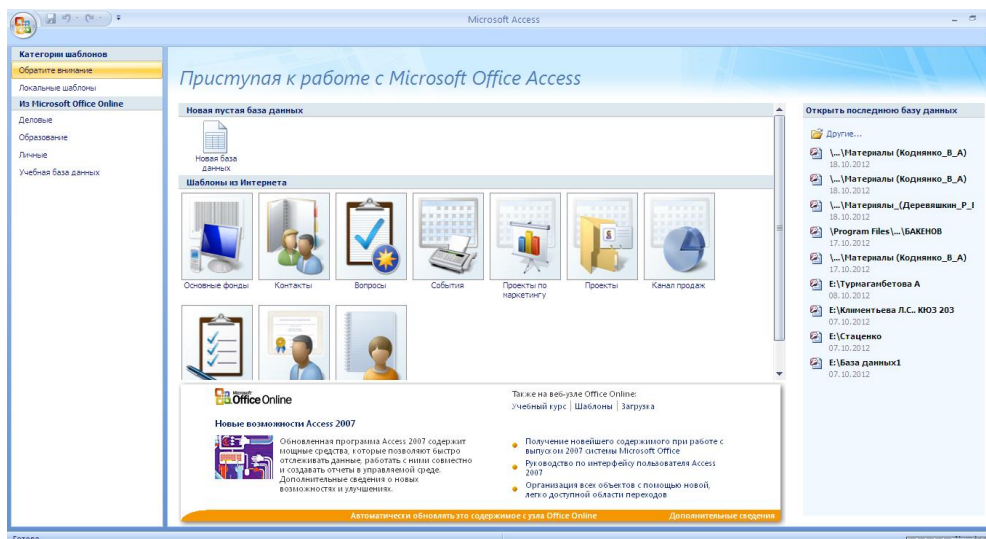 Microsoft Access
Категории шаблонов
Обратите внимание
Локальные шаблоны
Из Microsoft Office Online
Деловые
Образование
Личные
Учебная база данных
Приступая к работе с Microsoft Office Access
Новая пустая база данных
Новая база
данных
Шаблоны из Интернета
Основные фонды
Контакты
Вопросы
События
Проекты по
маркетингу
Проекты
Канал продаж
Microsoft
Office Online
Новые возможности Access 2007
Обновленная программа Access 2007 содержит
мощные средства, которые позволяют быстро
отслеживать данные, работать с ними совместно
и создавать отчеты в управляемой среде.
Дополнительные сведения о новых
возможностях и улучшениях.
Также на веб-узле Office Online:
Учебный курс | Шаблоны | Загрузка
Получение новейшего содержимого при работе с
выпуском 2007 системы Microsoft Office
Руководство по интерфейсу пользователя Access
2007
Организация всех объектов с помощью новой,
легко доступной области переходов
Автоматически обновлять это содержимое с узла Office Online
Дополнительные сведения
Открыть последнюю базу данных
Другие...
\...\Материалы (Коднянко_В_А)
18.10.2012
\...\Материалы (Коднянко_В_А)
18.10.2012
\...\Материялы_(Деревяшкин_Р_
18.10.2012
\Program Files\...\БАКЕНОВ
17.10.2012
\...\Материалы (Коднянко_В_А)
17.10.2012
E:\Турмаганбетова А
08.10.2012
E:\Климентьева Л.С.. КЮЗ 203
07.10.2012
E:\Стаценко
07.10.2012
E:\База данных1
07.10.2012
Готово